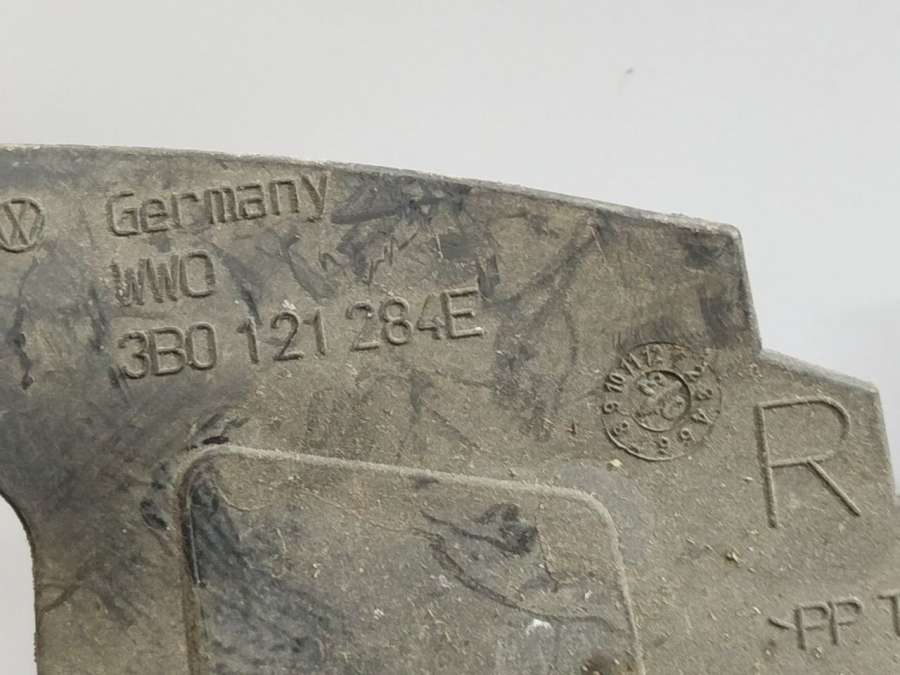 Germany
WWO
3B0 121 284E
R
>PP T